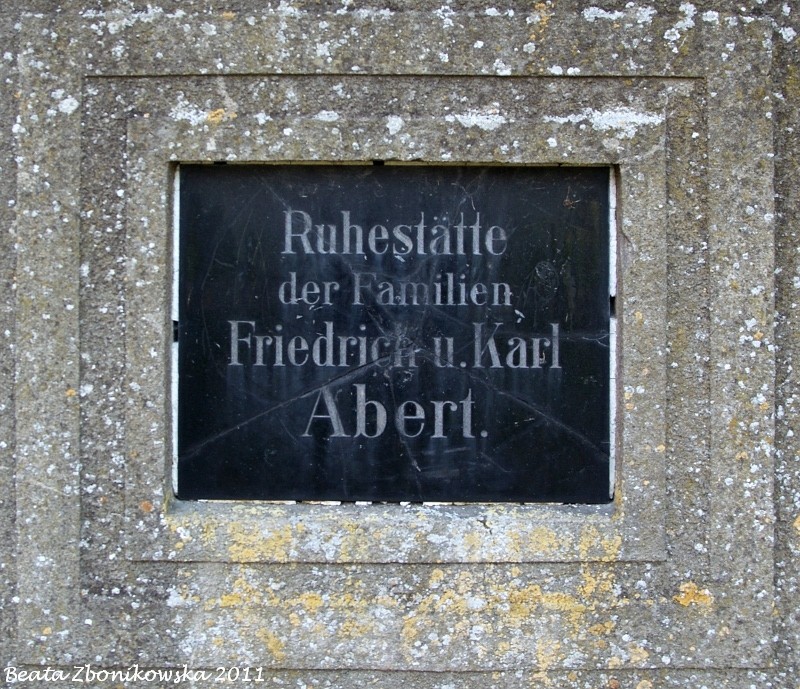 Ruhestätte
der Familien
Friedrich u. Karl
Abert.
Beata Zbonikowska 2011